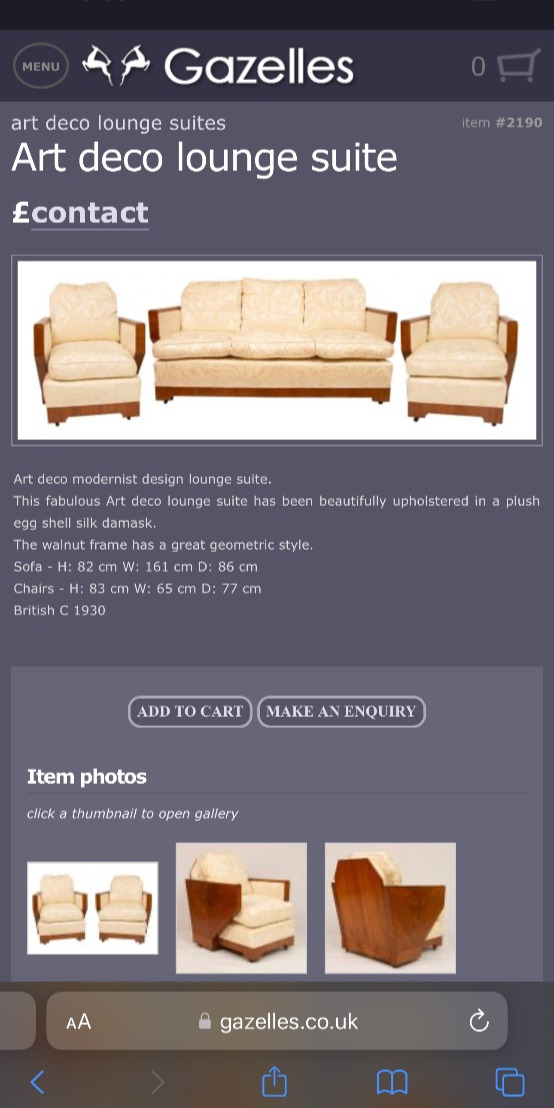 MENU
Gazelles
0
art deco lounge suites
item #2190
Art deco lounge suite
£contact
Art deco modernist design lounge suite.
This fabulous Art deco lounge suite has been beautifully upholstered in a plush
egg shell silk damask.
The walnut frame has a great geometric style.
Sofa - H: 82 cm W: 161 cm D: 86 cm
Chairs - H: 83 cm W: 65 cm D: 77 cm
British C 1930
ADD TO CART
MAKE AN ENQUIRY
Item photos
click a thumbnail to open gallery
AA
gazelles.co.uk